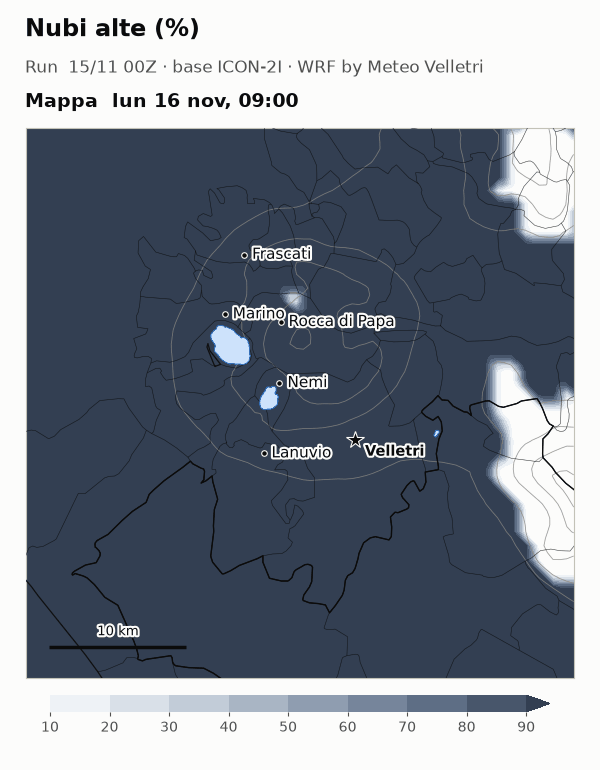 Nubi alte (%)
Run  15/11 00Z · base ICON-2I · WRF by Meteo Velletri
Mappa  lun 16 nov, 09:00
Frascati
Marino
Rocca di Papa
Nemi
Velletri
Lanuvio
10 km
10 20 30 40 50 60 70 80 90